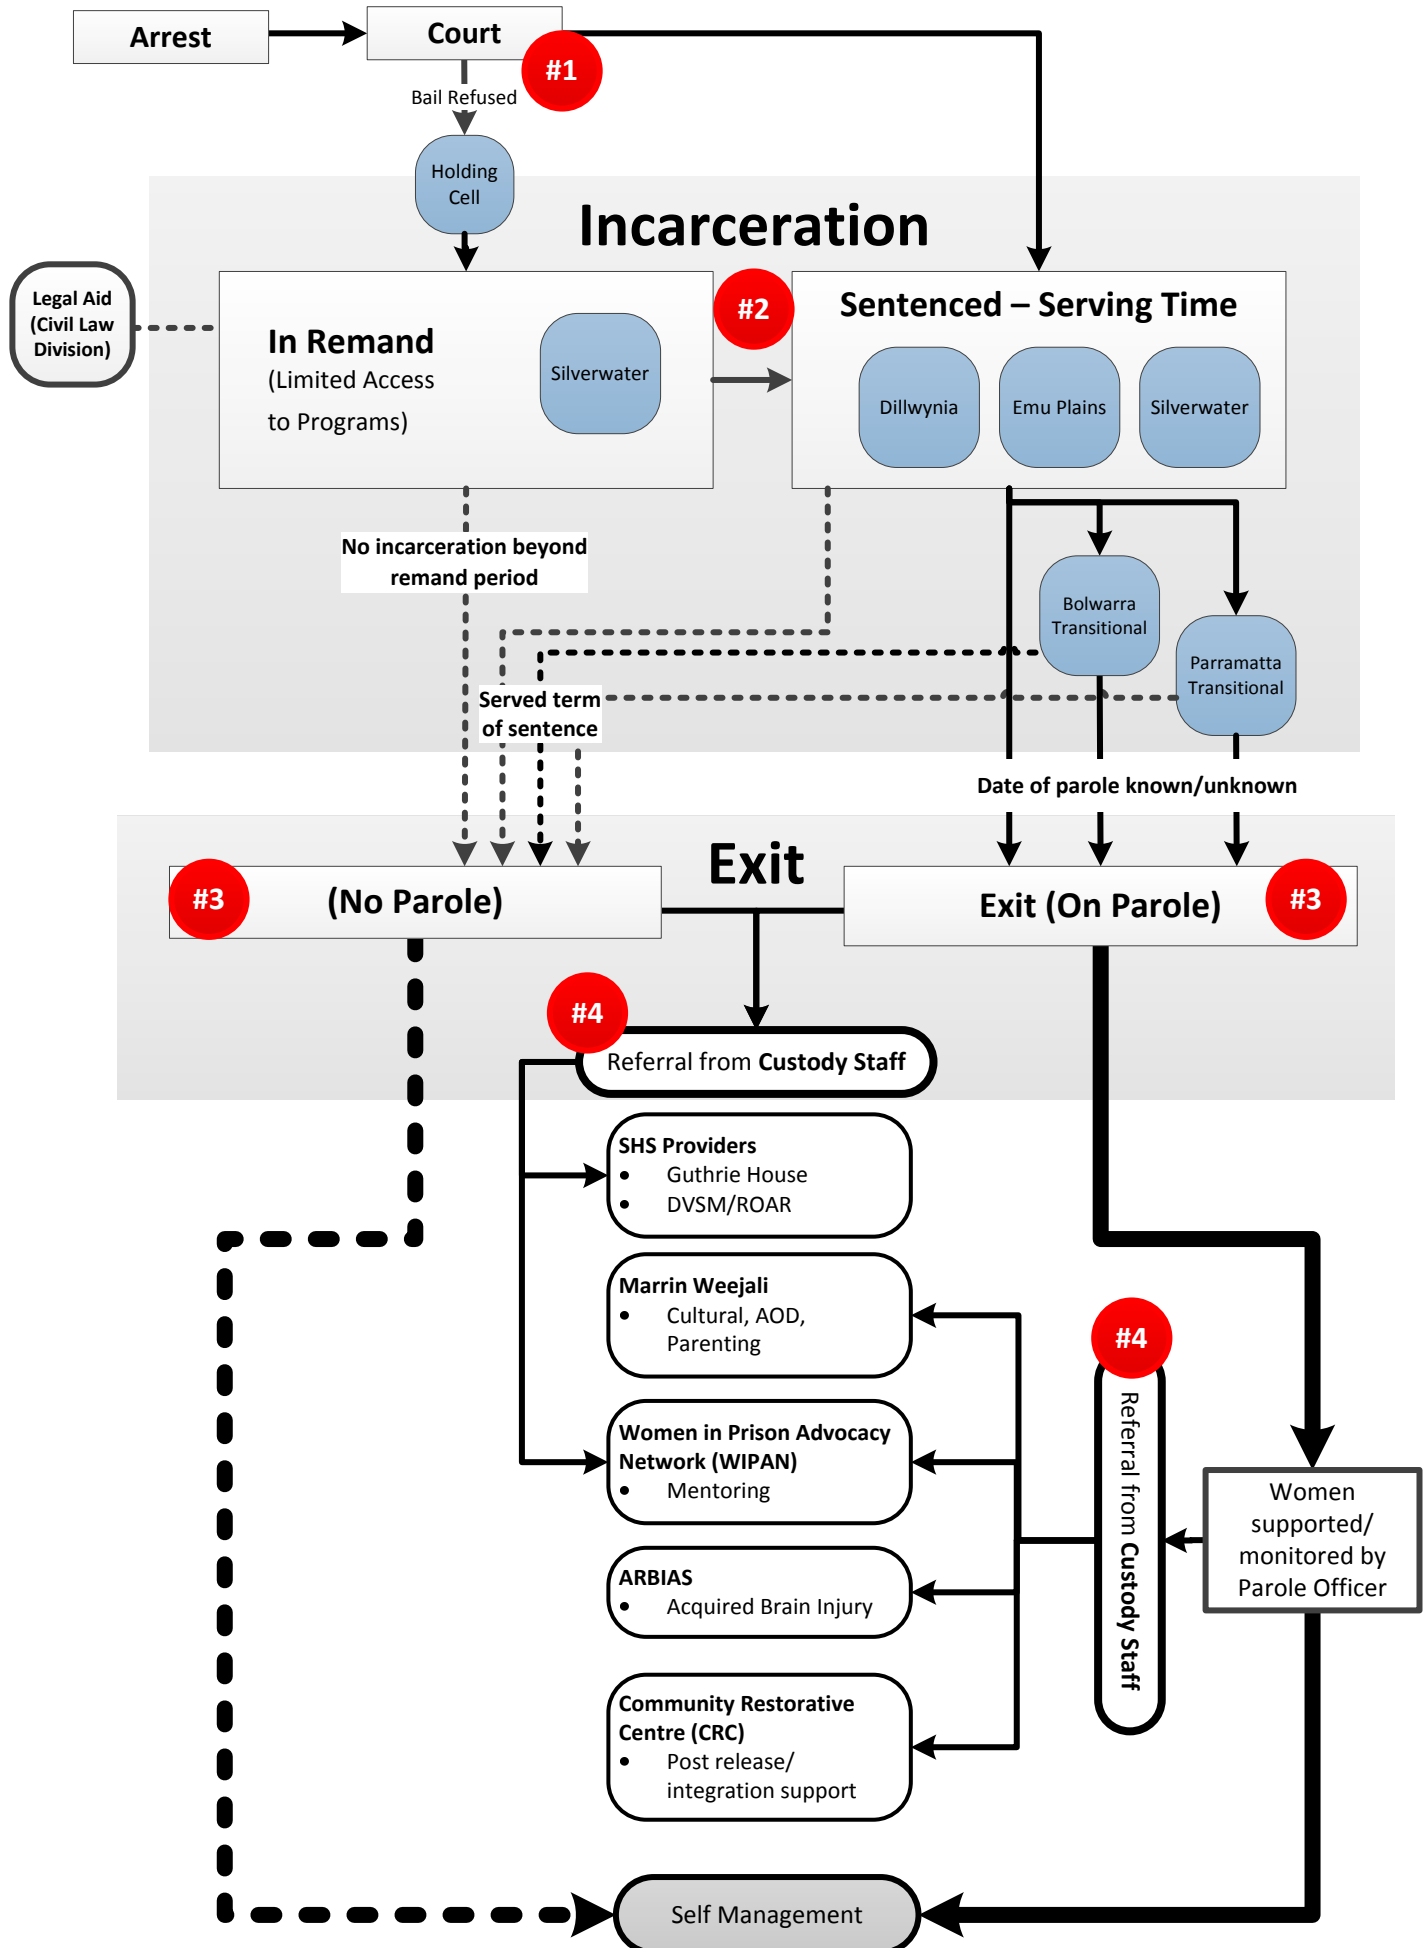 Arrest
Court
#1
Bail Refused
Holding
Cell
Incarceration
Legal Aid
(Civil Law
Division)
In Remand
(Limited Access
to Programs)
Silverwater
#2
Sentenced – Serving Time
Dillwynia
Emu Plains
Silverwater
No incarceration beyond
remand period
Bolwarra
Transitional
Parramatta
Transitional
Served term
of sentence
Date of parole known/unknown
Exit
#3
(No Parole)
Exit (On Parole)
#3
#4
Referral from Custody Staff
SHS Providers
• Guthrie House
• DVSM/ROAR
Marrin Weejali
• Cultural, AOD,
Parenting
Women in Prison Advocacy
Network (WIPAN)
• Mentoring
ARBIAS
• Acquired Brain Injury
Community Restorative
Centre (CRC)
• Post release/
integration support
#4
Referral from Custody Staff
Women
supported/
monitored by
Parole Officer
Self Management